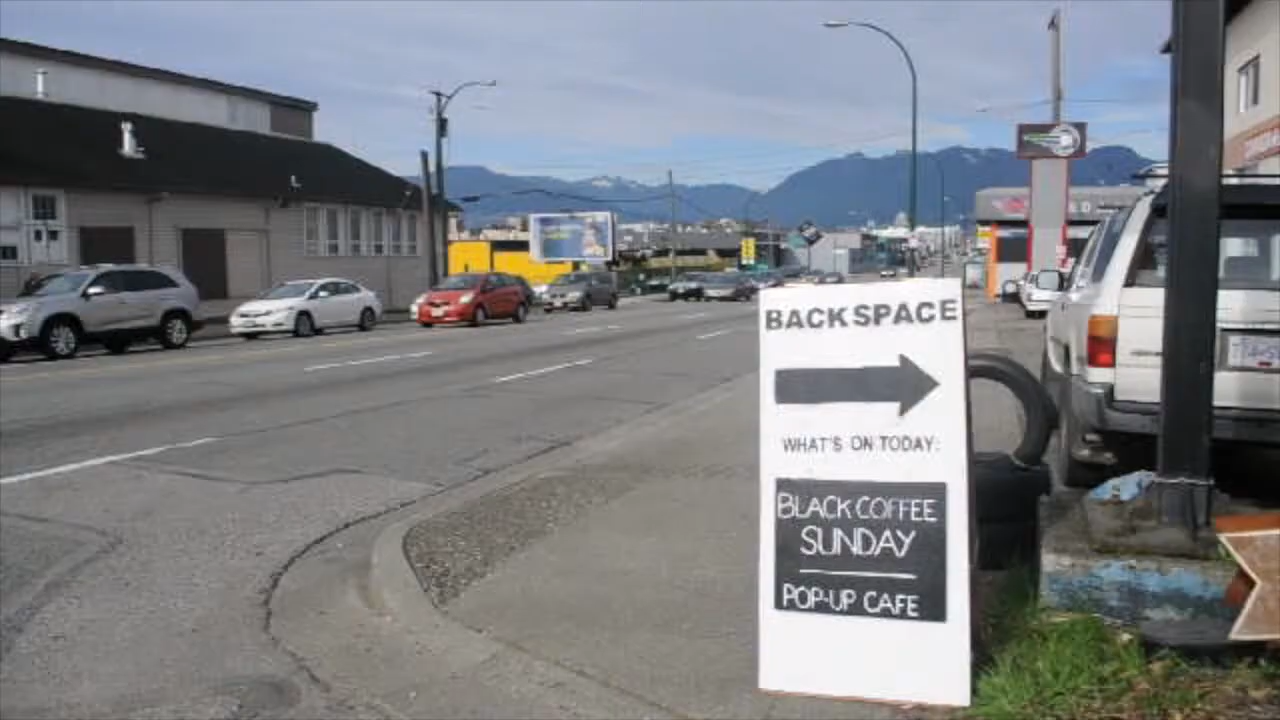 BACKSPACE
WHAT'S ON TODAY:
BLACK COFFEE
SUNDAY
POP-UP CAFE